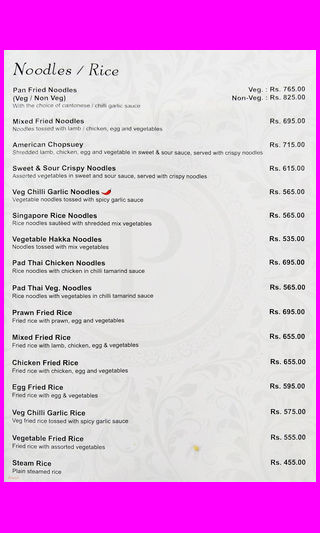 Noodles / Rice
Pan Fried Noodles Veg. : Rs. 765.00
(Veg / Non Veg) Non-Veg. : Rs. 825.00
With the choice of cantonese / chilli garlic sauce
Mixed Fried Noodles Rs. 695.00
Noodles tossed with lamb / chicken, egg and vegetables
American Chopsuey Rs. 715.00
Shredded lamb, chicken, egg and vegetable in sweet & sour sauce, served with crispy noodles
Sweet & Sour Crispy Noodles Rs. 615.00
Assorted vegetables in sweet and sour sauce, served with crispy noodles
Veg Chilli Garlic Noodles Rs. 565.00
Vegetable noodles tossed with spicy garlic sauce
Singapore Rice Noodles Rs. 565.00
Rice noodles sautéed with shredded mix vegetables
Vegetable Hakka Noodles Rs. 535.00
Noodles tossed with mix vegetables
Pad Thai Chicken Noodles Rs. 695.00
Rice noodles with chicken in chilli tamarind sauce
Pad Thai Veg. Noodles Rs. 565.00
Rice noodles with vegetables in chilli tamarind sauce
Prawn Fried Rice Rs. 695.00
Fried rice with prawn, egg and vegetables
Mixed Fried Rice Rs. 655.00
Fried rice with lamb, chicken, egg & vegetables
Chicken Fried Rice Rs. 655.00
Fried rice with chicken, egg and vegetables
Egg Fried Rice Rs. 595.00
Fried rice with egg & vegetables
Veg Chilli Garlic Rice Rs. 575.00
Veg fried rice tossed with spicy garlic sauce
Vegetable Fried Rice Rs. 555.00
Fried rice with assorted vegetables
Steam Rice Rs. 455.00
Plain steamed rice